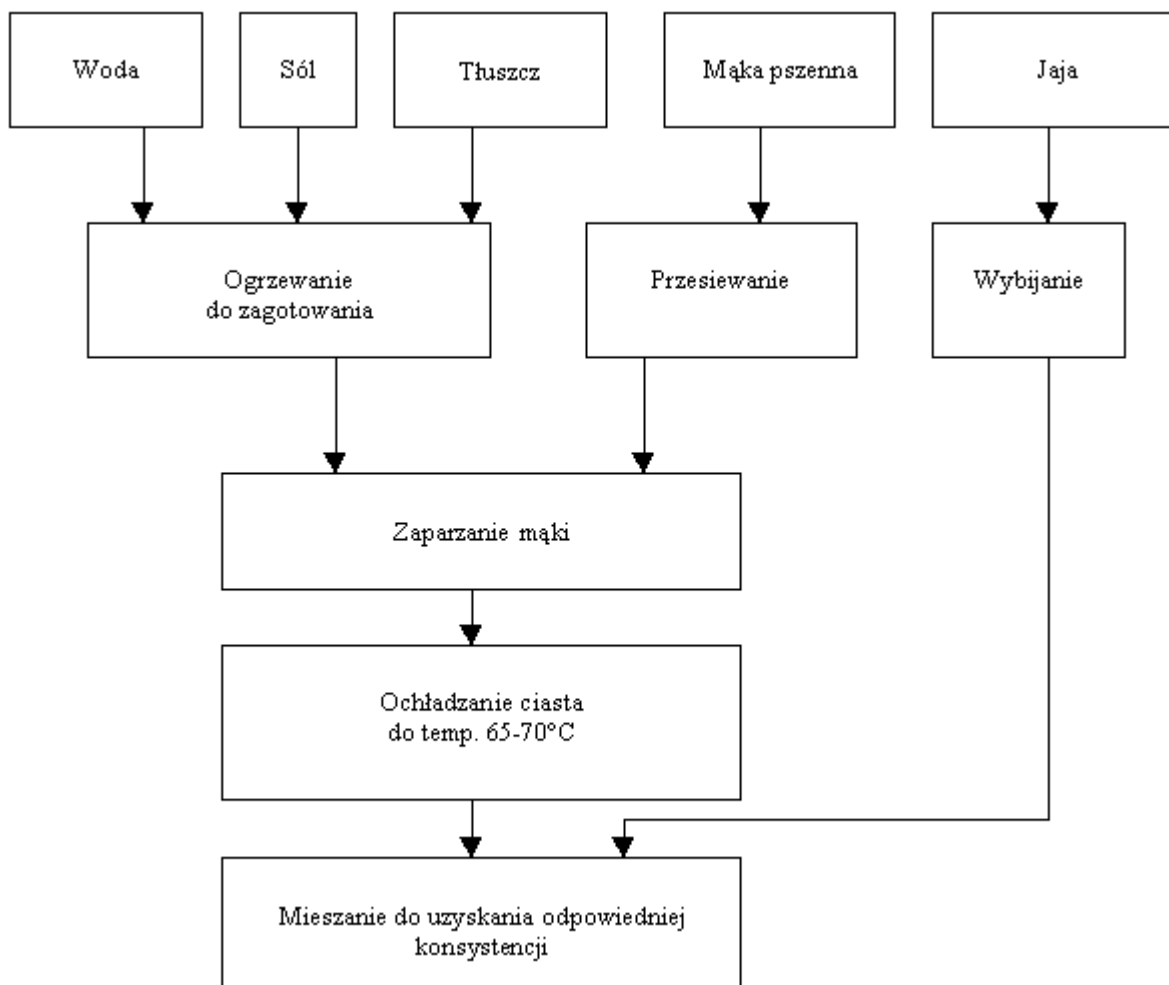 Woda
Sól
Tłuszcz
Mąka pszenna
Jaja
Ogrzewanie
do zagotowania
Przesiewanie
Wybijanie
Zaparzanie mąki
Ochładzanie ciasta
do temp. 65-70°C
Mieszanie do uzyskania odpowiedniej
konsystencji